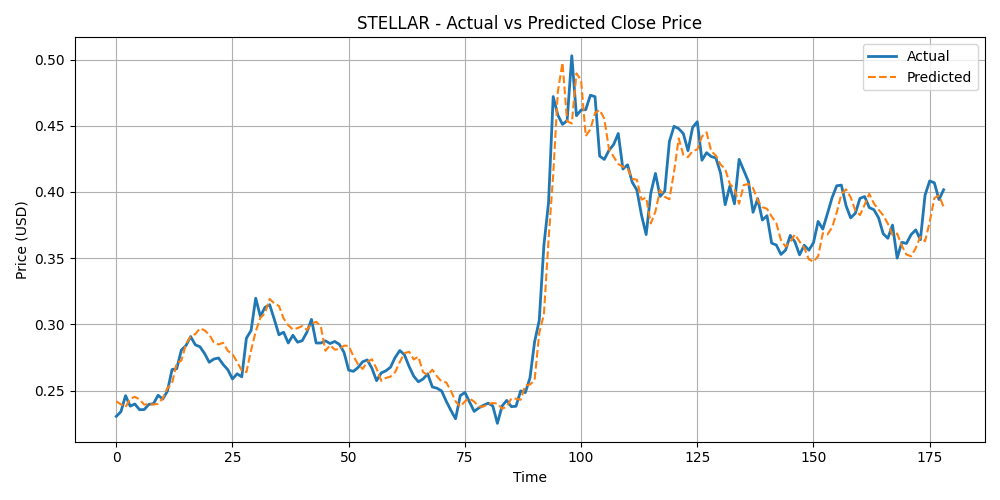 STELLAR - Actual vs Predicted Close Price
Actual
Predicted
0.50
0.45
0.40
0.35
0.30
0.25
Price (USD)
0 25 50 75 100 125 150 175
Time